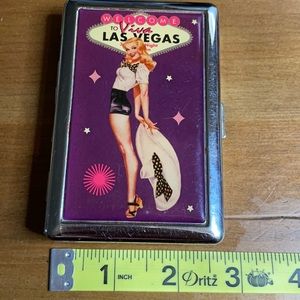 WELCOME
TO Viva
LAS VEGAS
1 INCH 2 Dritz 3 4